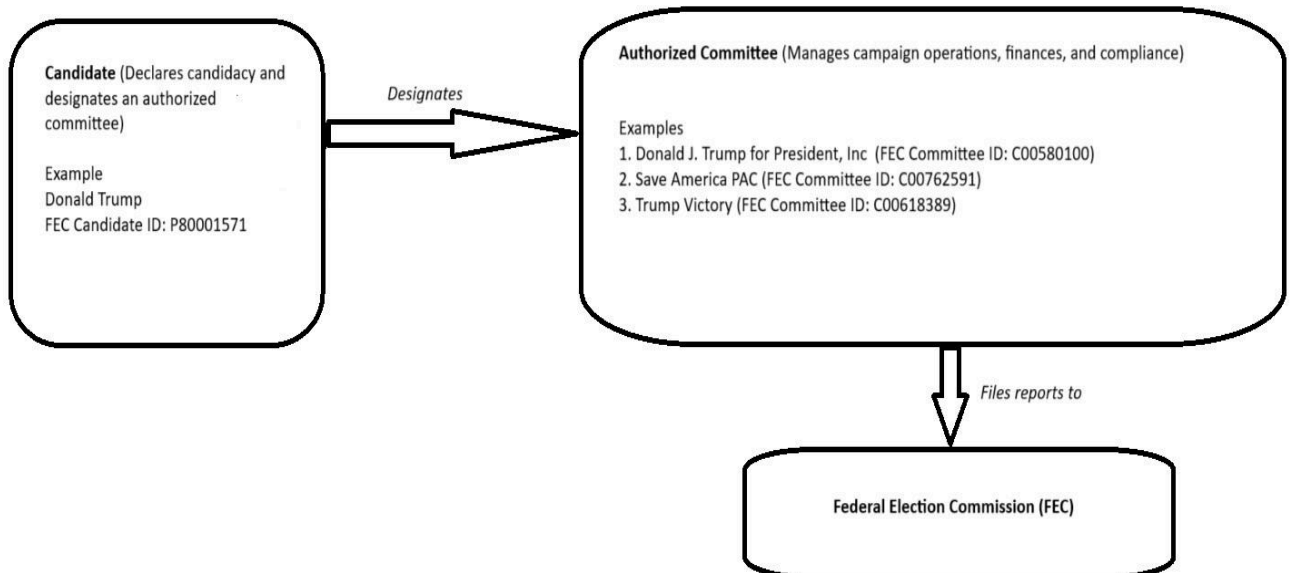 Candidate (Declares candidacy and
designates an authorized
committee)
Example
Donald Trump
FEC Candidate ID: P80001571
Designates
Authorized Committee (Manages campaign operations, finances, and compliance)
Examples
1. Donald J. Trump for President, Inc (FEC Committee ID: C00580100)
2. Save America PAC (FEC Committee ID: C00762591)
3. Trump Victory (FEC Committee ID: C00618389)
Files reports to
Federal Election Commission (FEC)